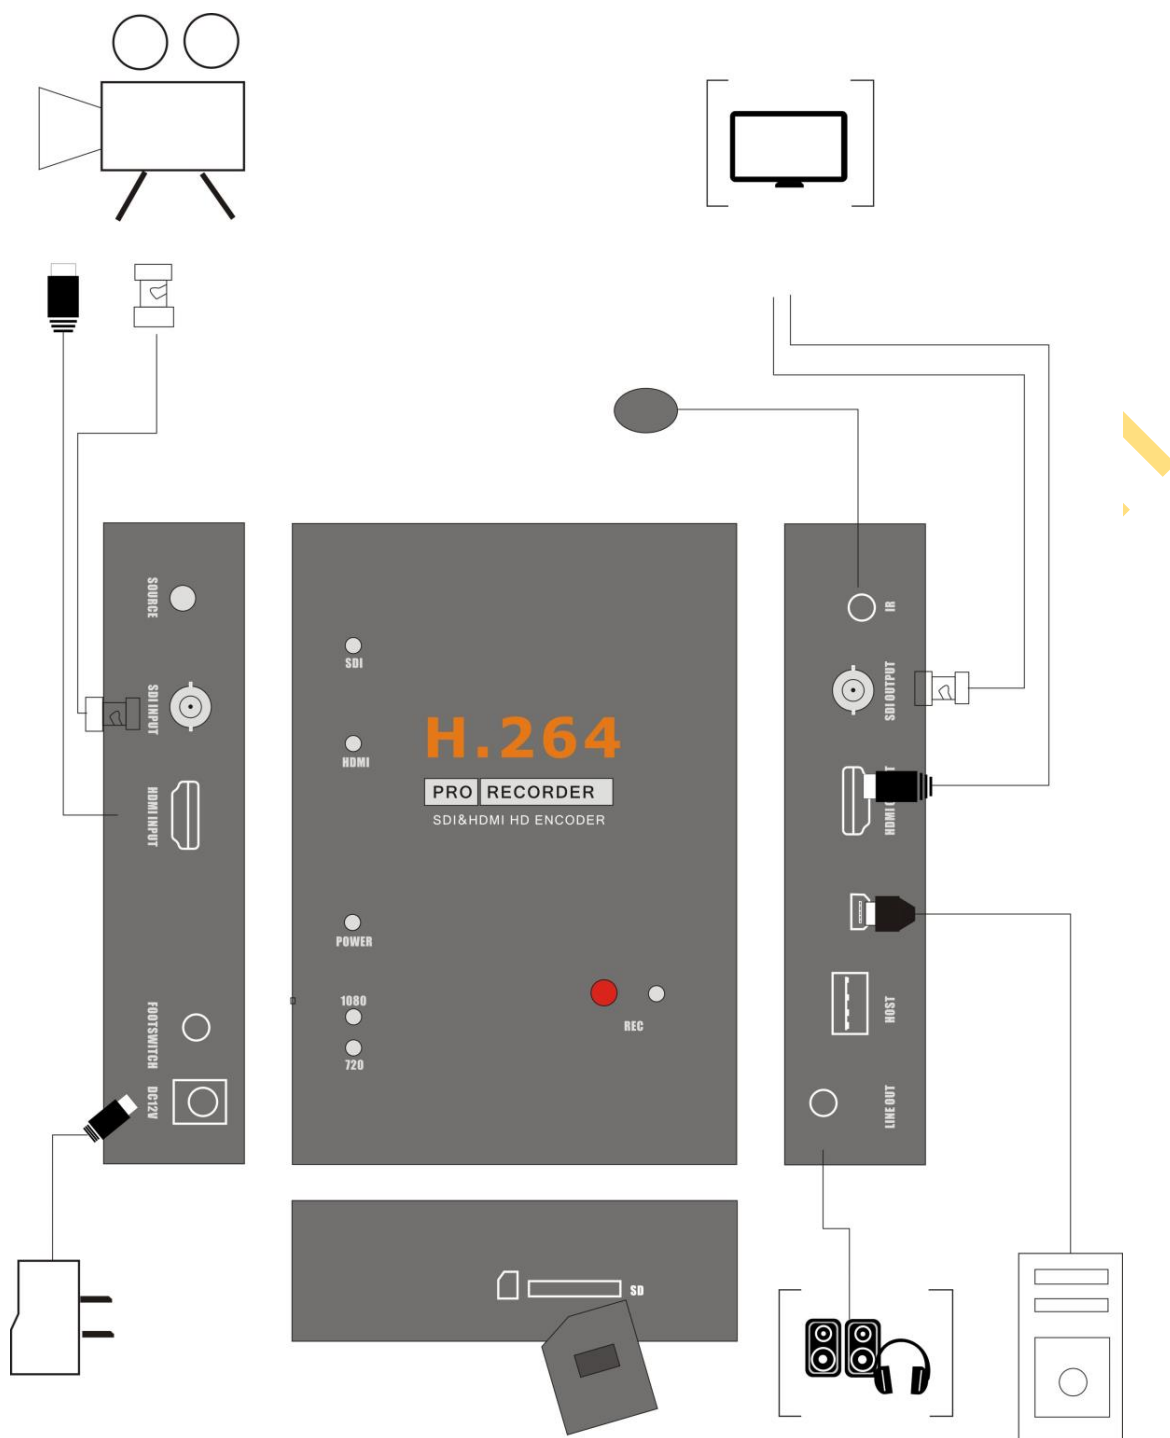 SOURCE
SDI INPUT
HDMI INPUT
FOOTSWITCH
DC12V
SDI
HDMI
H.264
PRO RECORDER
SDI&HDMI HD ENCODER
POWER
1080
720
REC
IR
SDI OUTPUT
HDMI
HOST
LINE OUT
SD